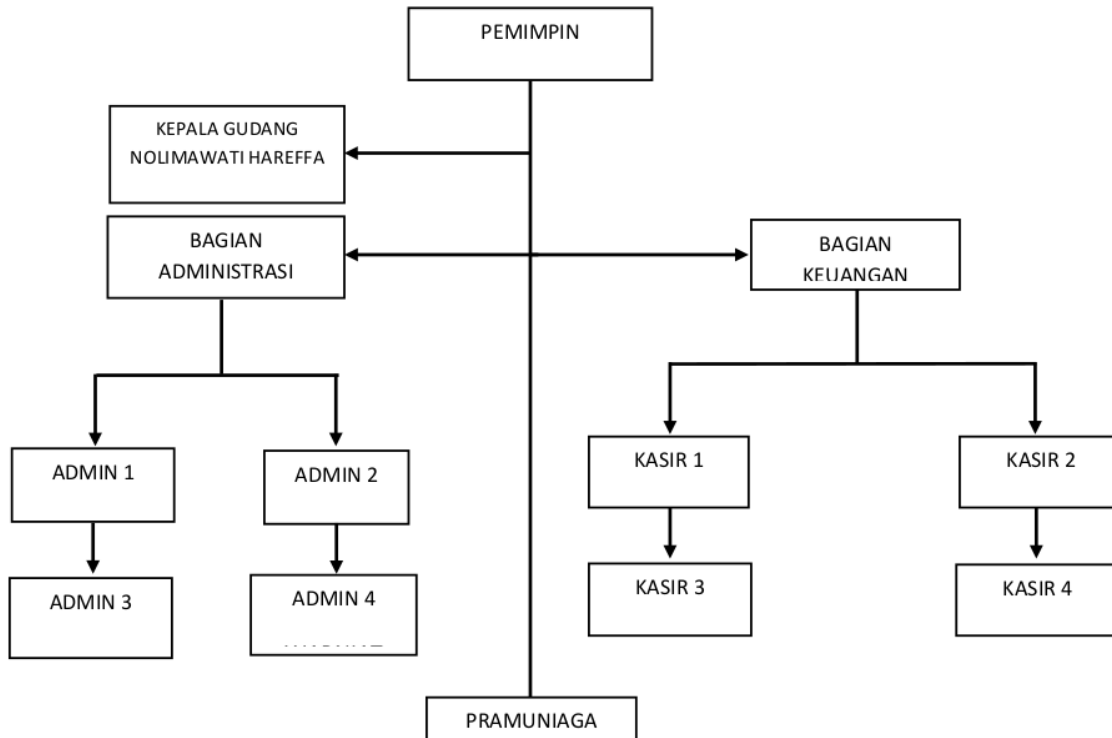 PEMIMPIN
KEPALA GUDANG
NOLIMAWATI HAREFFA
BAGIAN
ADMINISTRASI
BAGIAN
KEUANGAN
ADMIN 1
ADMIN 2
KASIR 1
KASIR 2
ADMIN 3
ADMIN 4
KASIR 3
KASIR 4
PRAMUNIAGA